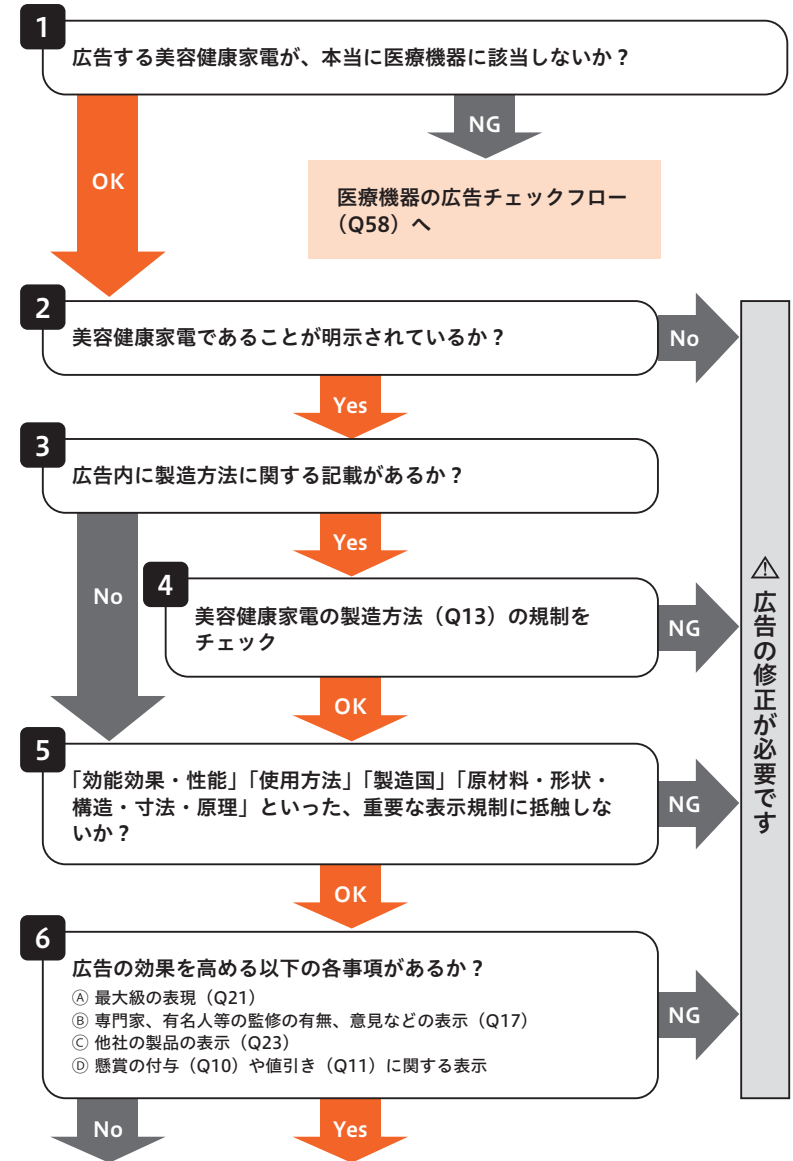 1
広告する美容健康家電が、本当に医療機器に該当しないか？
NG
OK
医療機器の広告チェックフロー
（Q58）へ
2
美容健康家電であることが明示されているか？
No
Yes
3
広告内に製造方法に関する記載があるか？
Yes
No
4
美容健康家電の製造方法（Q13）の規制を
チェック
NG
OK
5
「効能効果・性能」「使用方法」「製造国」「原材料・形状・
構造・寸法・原理」といった、重要な表示規制に抵触しな
いか？
NG
OK
6
広告の効果を高める以下の各事項があるか？
Ⓐ 最大級の表現（Q21）
Ⓑ 専門家、有名人等の監修の有無、意見などの表示（Q17）
Ⓒ 他社の製品の表示（Q23）
Ⓓ 懸賞の付与（Q10）や値引き（Q11）に関する表示
NG
No
Yes
⚠ 広告の修正が必要です